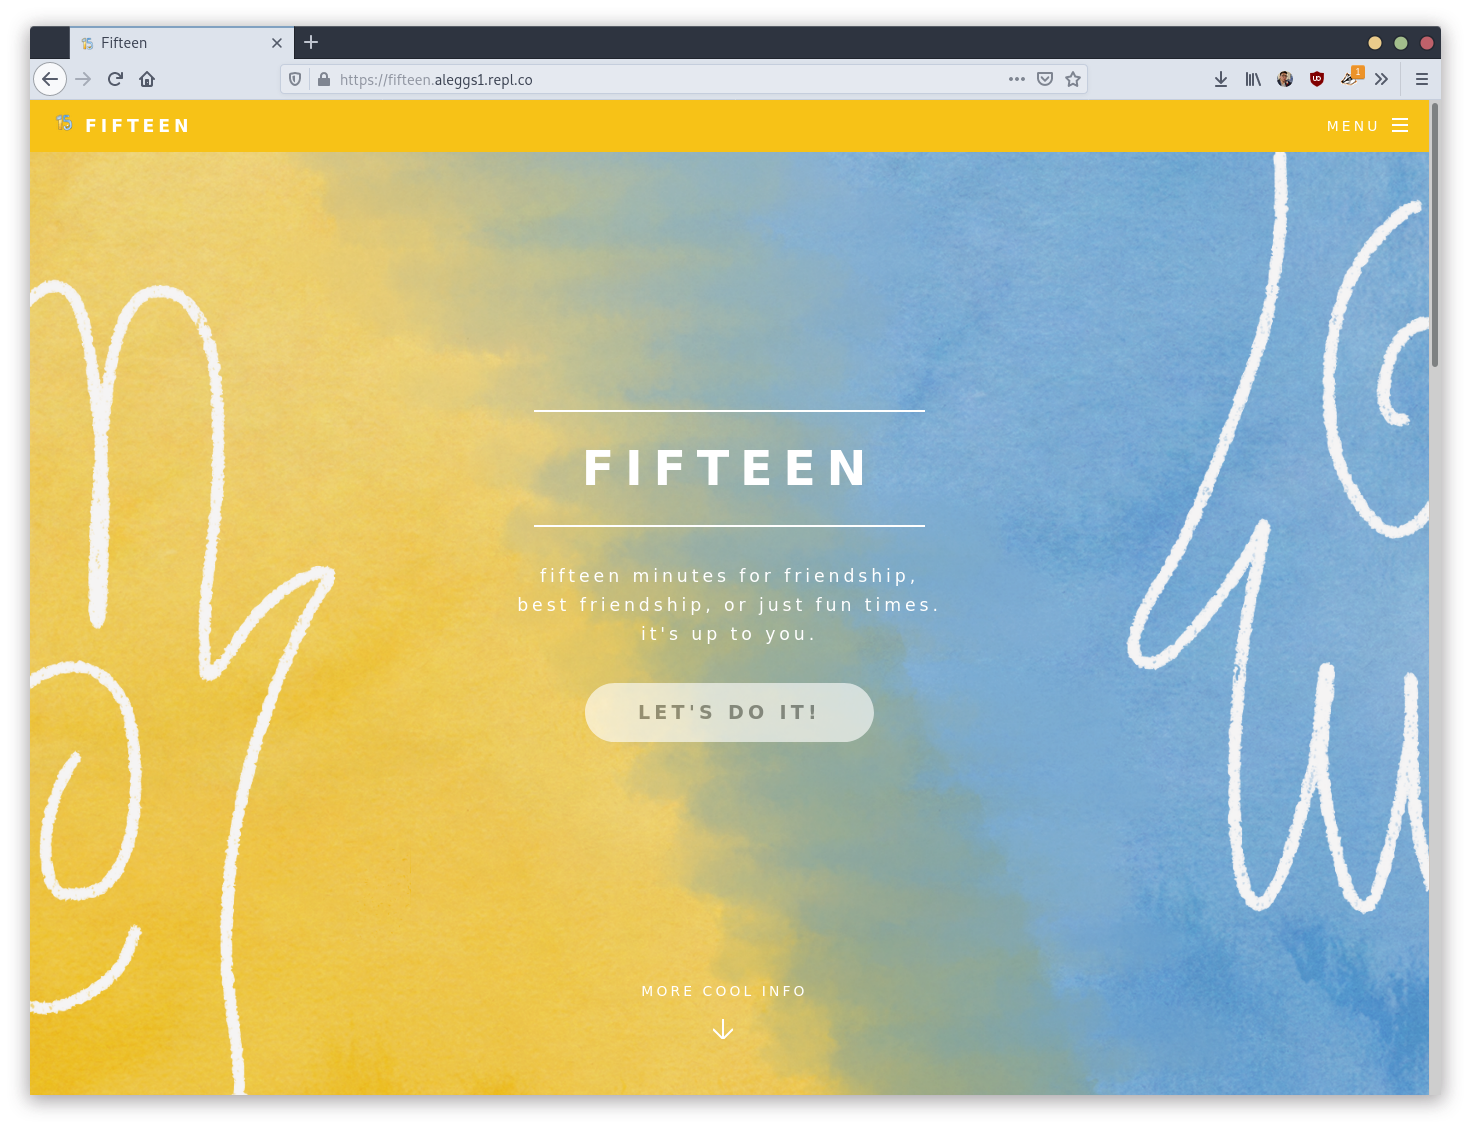 Fifteen
https://fifteen.aleggs1.repl.co
1
FIFTEEN
MENU
FIFTEEN
fifteen minutes for friendship,
best friendship, or just fun times.
it's up to you.
LET'S DO IT!
MORE COOL INFO